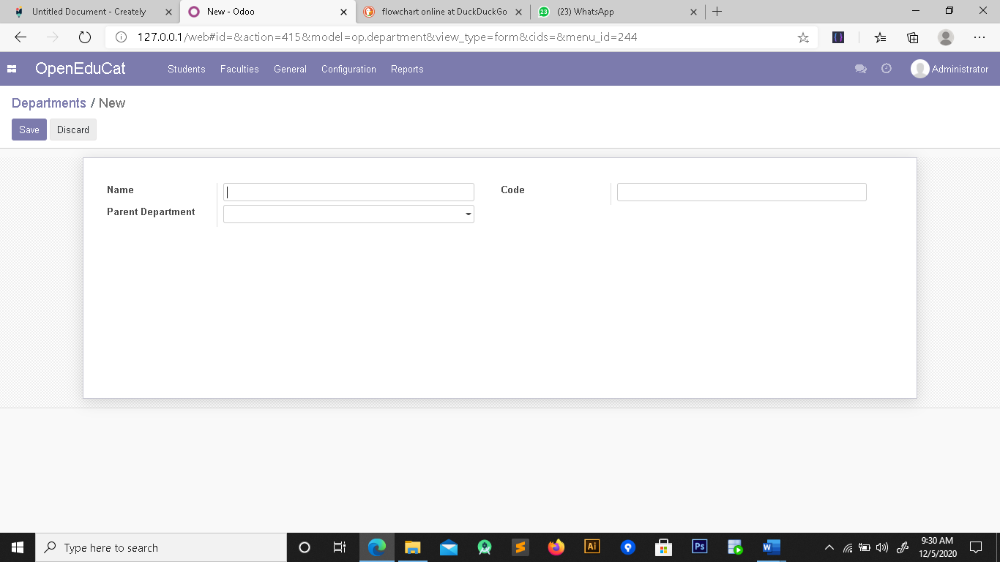 Untitled Document - Creately
New - Odoo
flowchart online at DuckDuckGo
23
(23) WhatsApp
127.0.0.1/web#id=&action=415&model=op.department&view_type=form&cids=&menu_id=244
OpenEduCat
Students
Faculties
General
Configuration
Reports
Administrator
Departments / New
Save
Discard
Name
Code
Parent Department
Type here to search
Ai
Ps
W
9:30 AM
12/5/2020